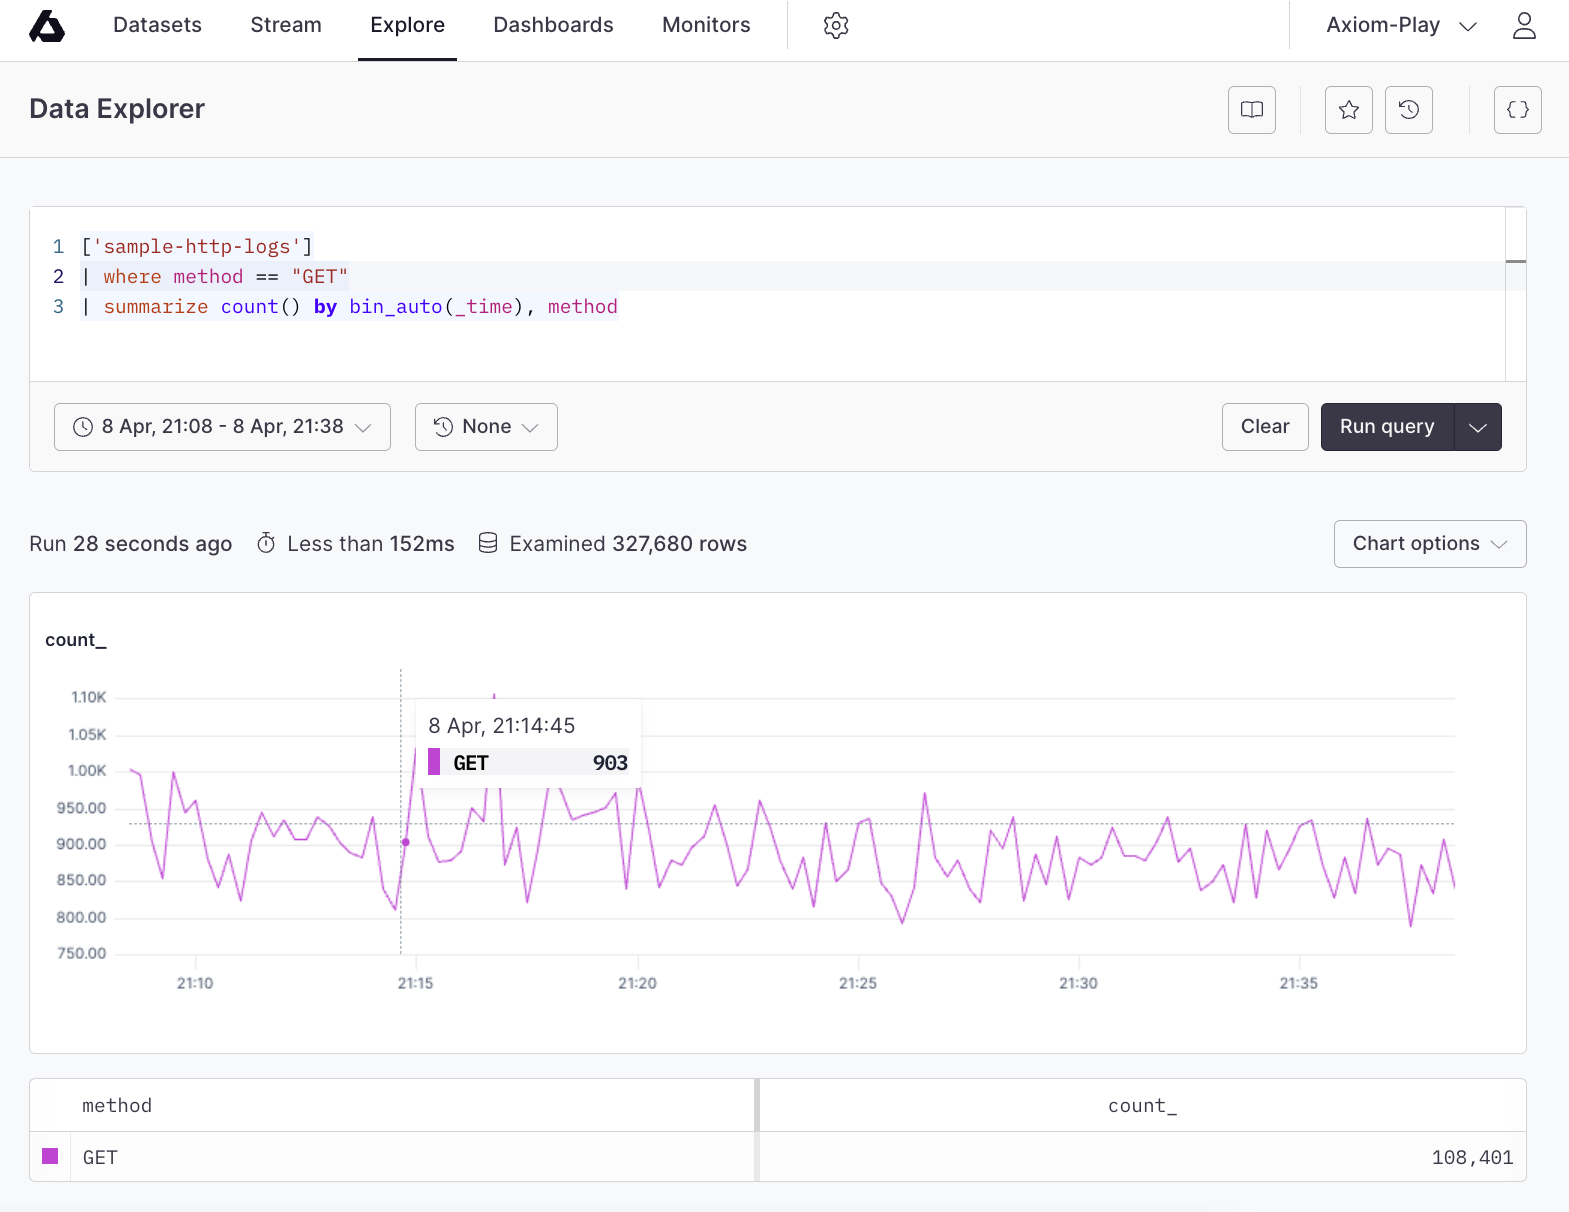 Datasets Stream Explore Dashboards Monitors Axiom-Play
Data Explorer
1 ['sample-http-logs']
2 | where method == "GET"
3 | summarize count() by bin_auto(_time), method
8 Apr, 21:08 - 8 Apr, 21:38 None Clear Run query
Run 28 seconds ago Less than 152ms Examined 327,680 rows Chart options
count_
1.10K
1.05K
1.00K
950.00
900.00
850.00
800.00
750.00
8 Apr, 21:14:45
GET 903
21:10 21:15 21:20 21:25 21:30 21:35
method count_
GET 108,401